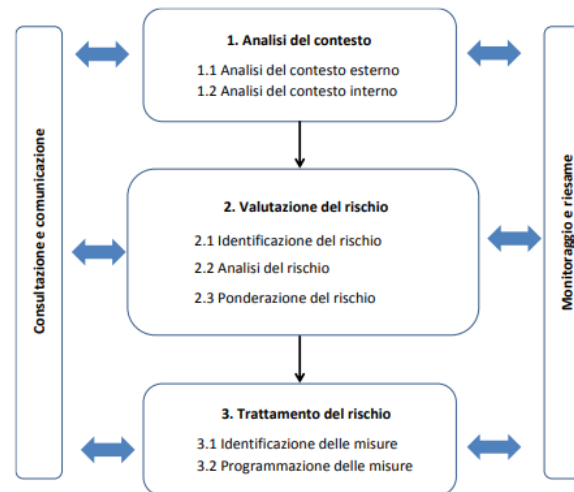 1. Analisi del contesto
1.1 Analisi del contesto esterno
1.2 Analisi del contesto interno
Consultazione e comunicazione
2. Valutazione del rischio
2.1 Identificazione del rischio
2.2 Analisi del rischio
2.3 Ponderazione del rischio
Monitoraggio e riesame
3. Trattamento del rischio
3.1 Identificazione delle misure
3.2 Programmazione delle misure